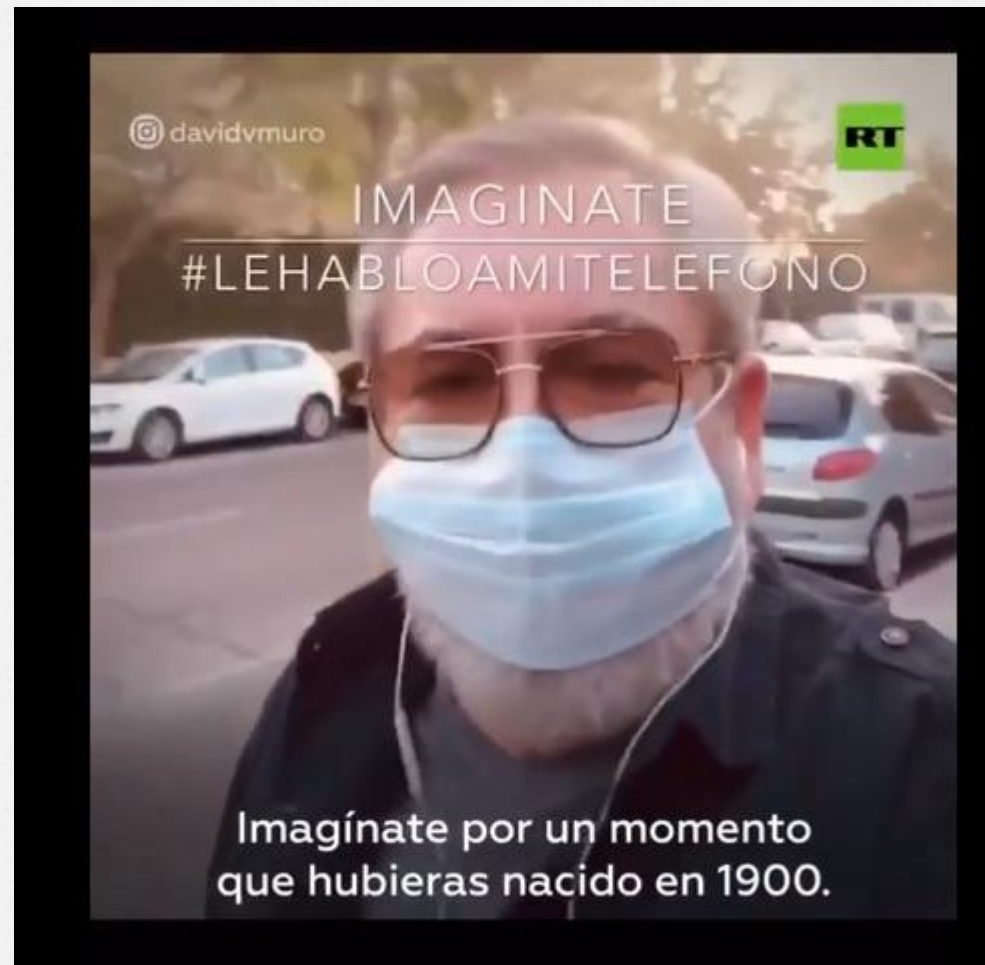 davidvmuro
RT
IMAGINATE
#LEHABLOAMITELEFONO
Imagínate por un momento
que hubieras nacido en 1900.